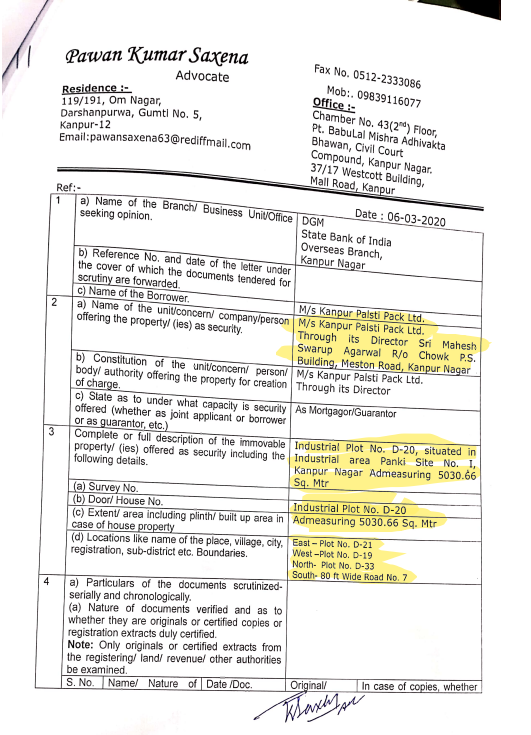 Pawan Kumar Saxena
Advocate
Residence :-
119/191, Om Nagar,
Darshanpurwa, Gumti No. 5,
Kanpur-12
Email:pawansaxena63@rediffmail.com
Fax No. 0512-2333086
Mob:. 09839116077
Office :-
Chamber No. 43(2nd) Floor,
Pt. BabuLal Mishra Adhivakta
Bhawan, Civil Court
Compound, Kanpur Nagar.
37/17 Westcott Building,
Mall Road, Kanpur
Ref:-
Date : 06-03-2020
1
a) Name of the Branch/ Business Unit/Office
seeking opinion.
DGM
State Bank of India
Overseas Branch,
Kanpur Nagar
b) Reference No. and date of the letter under
the cover of which the documents tendered for
scrutiny are forwarded.
c) Name of the Borrower.
M/s Kanpur Palsti Pack Ltd.
2
a) Name of the unit/concern/ company/person
offering the property/ (ies) as security.
M/s Kanpur Palsti Pack Ltd.
Through its Director Sri Mahesh
Swarup Agarwal R/o Chowk P.S.
Building, Meston Road, Kanpur Nagar
b) Constitution of the unit/concern/ person/
body/ authority offering the property for creation
of charge.
M/s Kanpur Palsti Pack Ltd.
Through its Director
c) State as to under what capacity is security
offered (whether as joint applicant or borrower
or as guarantor, etc.)
As Mortgagor/Guarantor
3
Complete or full description of the immovable
property/ (ies) offered as security including the
following details.
Industrial Plot No. D-20, situated in
Industrial area Panki Site No. I,
Kanpur Nagar Admeasuring 5030.66
Sq. Mtr
(a) Survey No.
(b) Door/ House No.
Industrial Plot No. D-20
(c) Extent/ area including plinth/ built up area in
case of house property
Admeasuring 5030.66 Sq. Mtr
(d) Locations like name of the place, village, city,
registration, sub-district etc. Boundaries.
East – Plot No. D-21
West –Plot No. D-19
North- Plot No. D-33
South- 80 ft Wide Road No. 7
4
a) Particulars of the documents scrutinized-
serially and chronologically.
(a) Nature of documents verified and as to
whether they are originals or certified copies or
registration extracts duly certified.
Note: Only originals or certified extracts from
the registering/ land/ revenue/ other authorities
be examined.
S. No. Name/ Nature of Date /Doc. Original/ In case of copies, whether